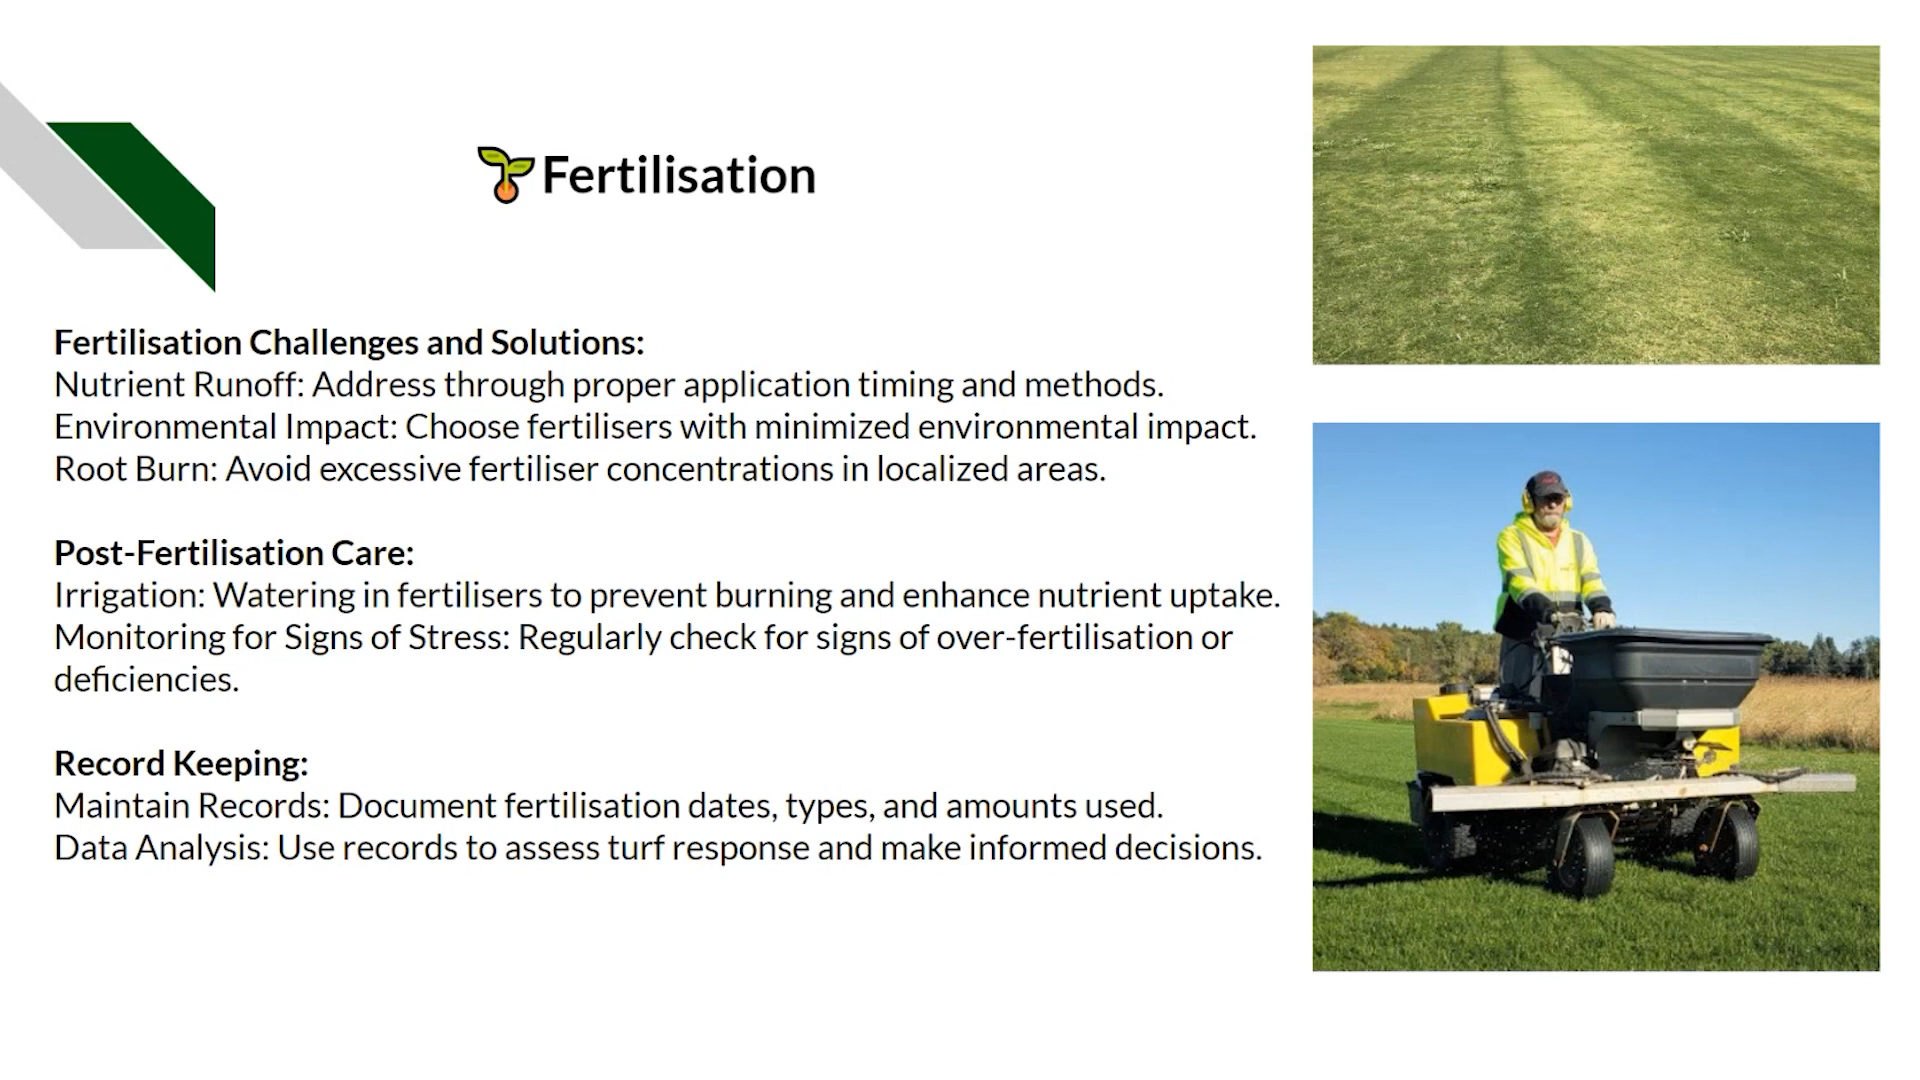 Fertilisation
Fertilisation Challenges and Solutions:
Nutrient Runoff: Address through proper application timing and methods.
Environmental Impact: Choose fertilisers with minimized environmental impact.
Root Burn: Avoid excessive fertiliser concentrations in localized areas.
Post-Fertilisation Care:
Irrigation: Watering in fertilisers to prevent burning and enhance nutrient uptake.
Monitoring for Signs of Stress: Regularly check for signs of over-fertilisation or
deficiencies.
Record Keeping:
Maintain Records: Document fertilisation dates, types, and amounts used.
Data Analysis: Use records to assess turf response and make informed decisions.